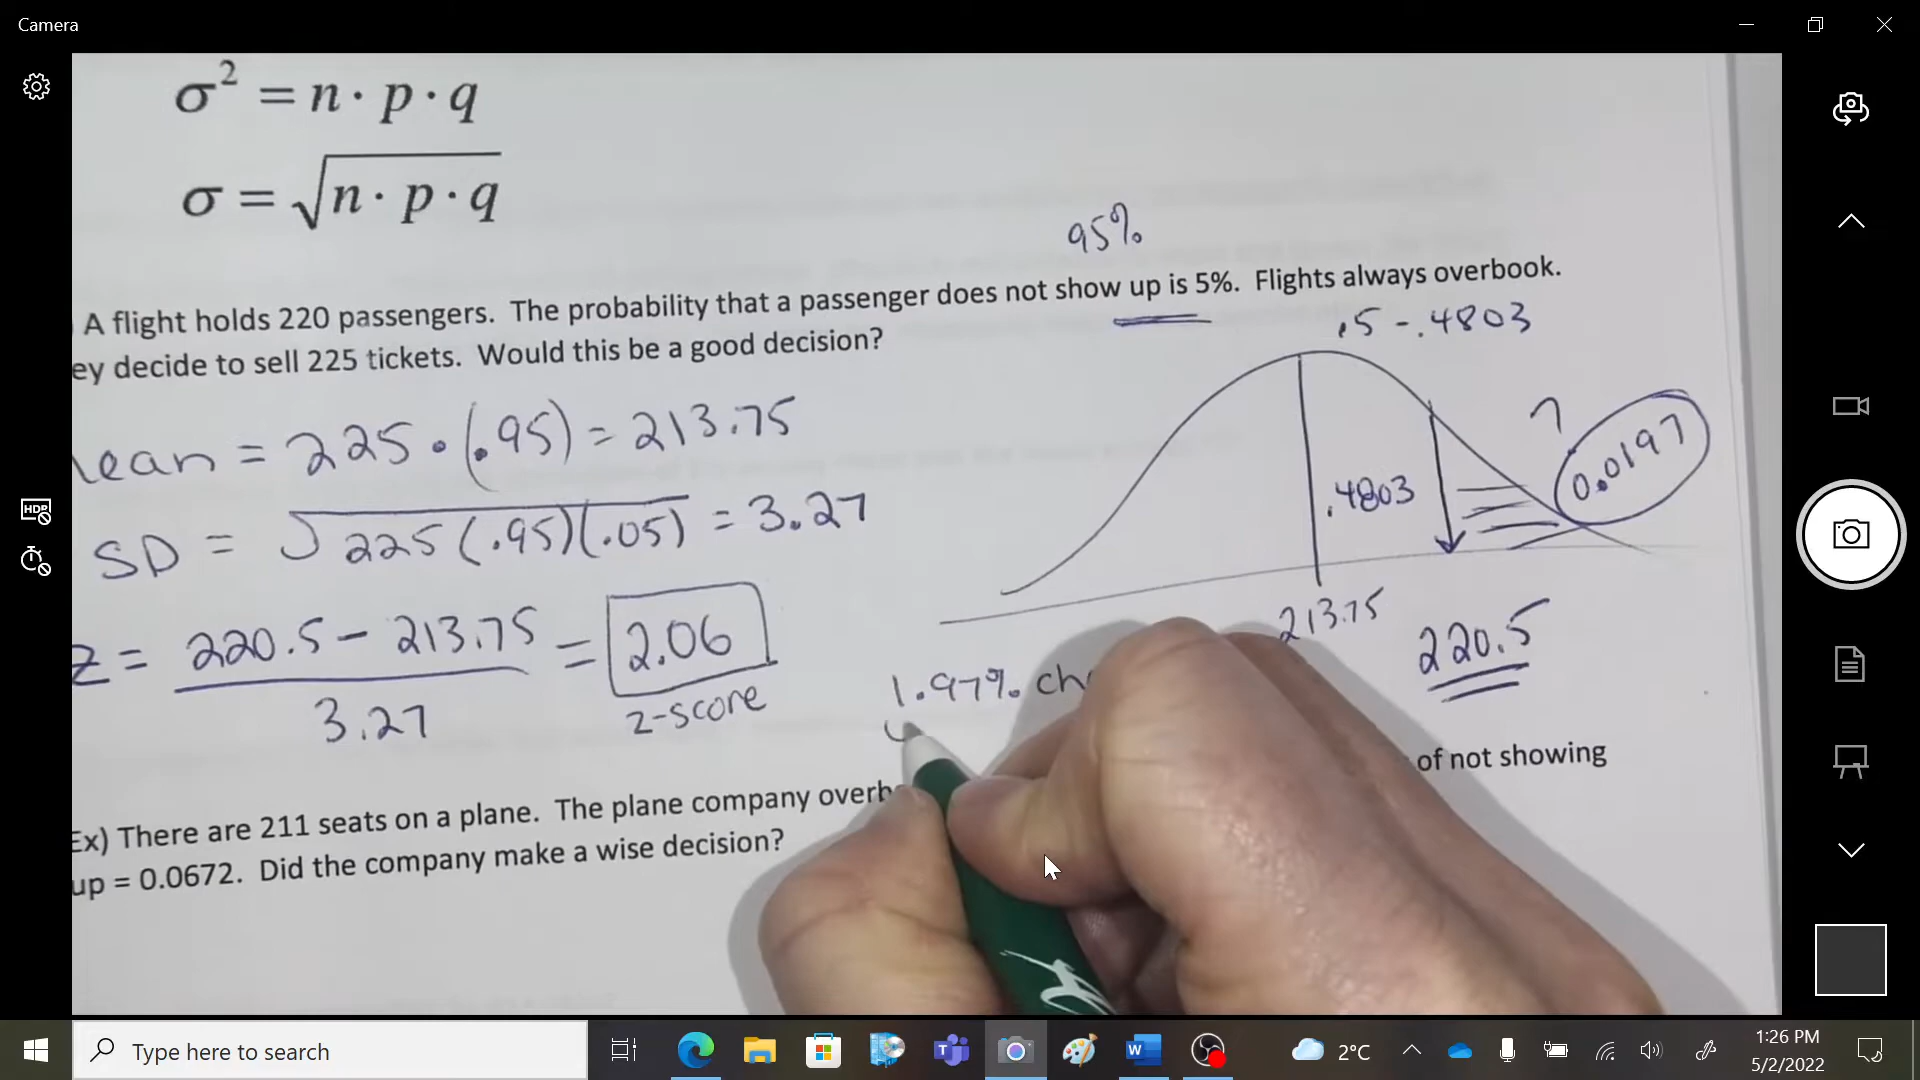 Camera
σ² = n · p · q
σ = √n · p · q
95%
A flight holds 220 passengers. The probability that a passenger does not show up is 5%. Flights always overbook.
ey decide to sell 225 tickets. Would this be a good decision?
.5 - .4803
ean = 225 · (.95) = 213.75
0.0197
.4803
SD = √225(.95)(.05) = 3.27
213.75
220.5
z = 220.5 - 213.75 / 3.27 = 2.06
z-score
1.97% ch
Ex) There are 211 seats on a plane. The plane company overb
of not showing
up = 0.0672. Did the company make a wise decision?
HDR
Type here to search
2°C
1:26 PM
5/2/2022